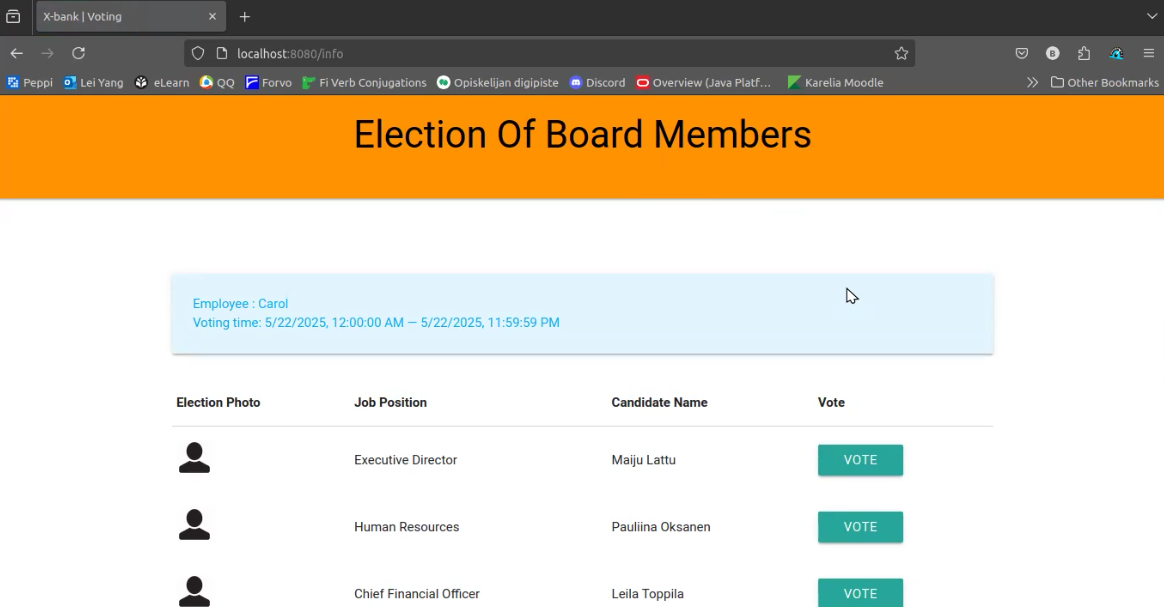 X-bank | Voting
localhost:8080/info
Peppi Lei Yang eLearn QQ Forvo Fi Verb Conjugations Opiskelijan digipiste Discord Overview (Java Platf... Karelia Moodle Other Bookmarks
Election Of Board Members
Employee : Carol
Voting time: 5/22/2025, 12:00:00 AM — 5/22/2025, 11:59:59 PM
Election Photo Job Position Candidate Name Vote
Executive Director Maiju Lattu VOTE
Human Resources Pauliina Oksanen VOTE
Chief Financial Officer Leila Toppila VOTE